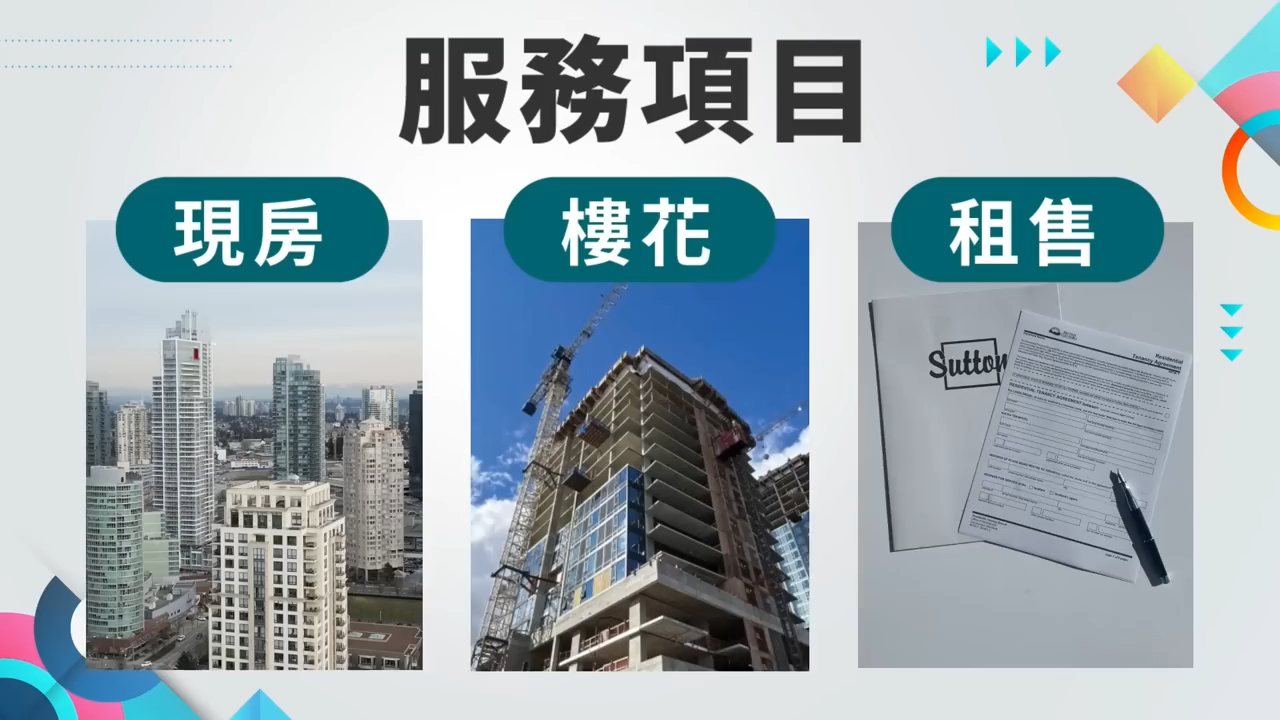 服務項目
現房
樓花
租售
Sutton
Residential
Tenancy Agreement